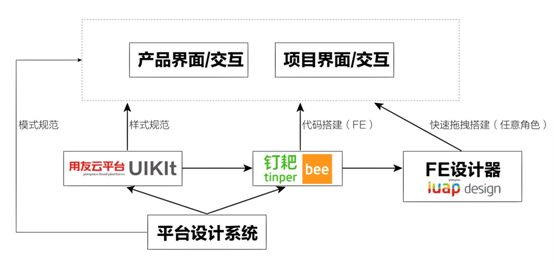 产品界面/交互
项目界面/交互
模式规范
样式规范
代码搭建（FE）
快速拖拽搭建（任意角色）
用友云平台 UIKIt
钉耙
tinper bee
FE设计器
iuap design
平台设计系统